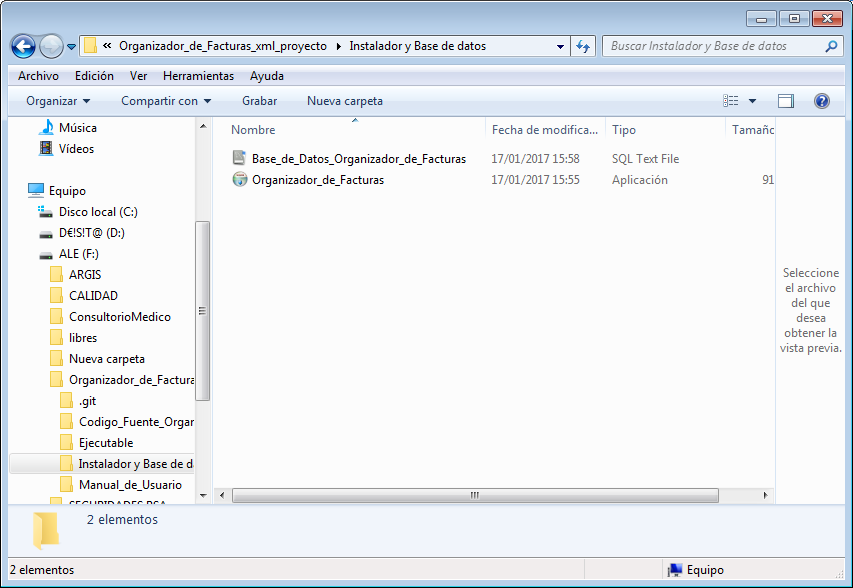 « Organizador_de_Facturas_xml_proyecto Instalador y Base de datos
Buscar Instalador y Base de datos
Archivo Edición Ver Herramientas Ayuda
Organizar Compartir con Grabar Nueva carpeta
Música
Vídeos
Equipo
Disco local (C:)
D€!S!T@ (D:)
ALE (F:)
ARGIS
CALIDAD
ConsultorioMedico
libres
Nueva carpeta
Organizador_de_Factura
.git
Codigo_Fuente_Orgar
Ejecutable
Instalador y Base de d
Manual_de_Usuario
Nombre Fecha de modifica... Tipo Tamañc
Base_de_Datos_Organizador_de_Facturas 17/01/2017 15:58 SQL Text File
Organizador_de_Facturas 17/01/2017 15:55 Aplicación 91
Seleccione
el archivo
del que
desea
obtener la
vista previa.
2 elementos
2 elementos Equipo